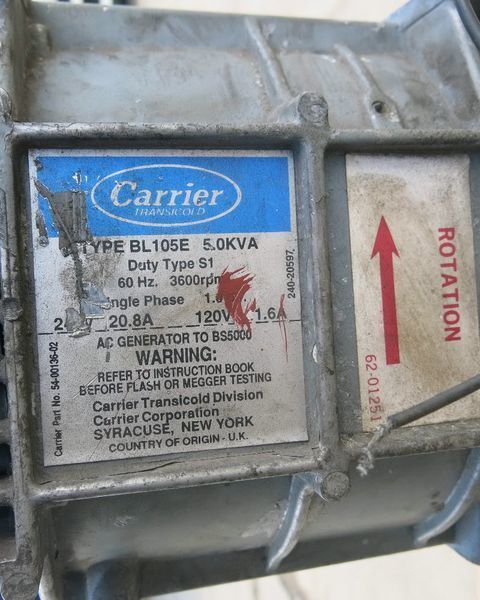 Carrier
TRANSICOLD
TYPE BL105E 5.0KVA
Duty Type S1
60 Hz. 3600rpm
Single Phase
20.8A 120V
AC GENERATOR TO BS5000
WARNING:
REFER TO INSTRUCTION BOOK
BEFORE FLASH OR MEGGER TESTING
Carrier Transicold Division
Carrier Corporation
SYRACUSE, NEW YORK
COUNTRY OF ORIGIN - U.K.
Carrier Part No. 54-00136-02
240-20597
ROTATION
62-01251